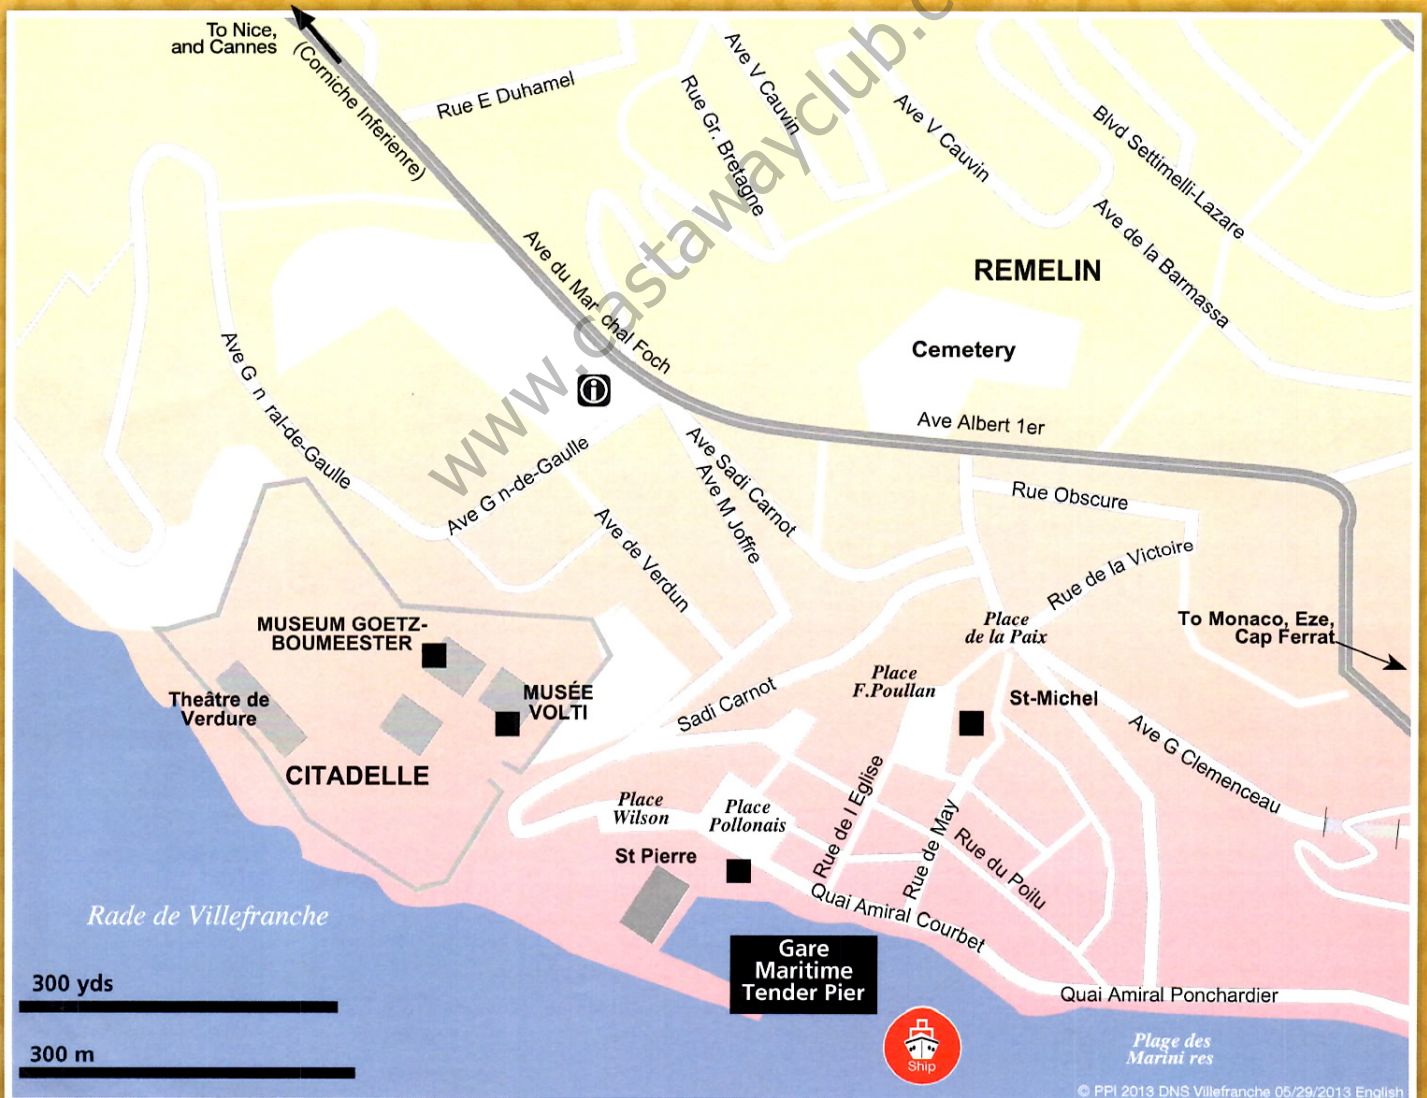 To Nice,
and Cannes
(Corniche Inferienre)
Rue E Duhamel
Ave V Cauvin
Rue Gr. Bretagne
Ave V Cauvin
Blvd Settimelli-Lazare
Ave de la Barmassa
REMELIN
Cemetery
Ave du Mar chal Foch
www.castawayclub.c
Ave G n ral-de-Gaulle
Ave G n-de-Gaulle
Ave Albert 1er
Ave Sadi Carnot
Ave M Joffre
Ave de Verdun
Rue Obscure
Rue de la Victoire
MUSEUM GOETZ-
BOUMEESTER
Place
de la Paix
To Monaco, Eze,
Cap Ferrat
Theâtre de
Verdure
MUSÉE
VOLTI
Sadi Carnot
Place
F.Poullan
St-Michel
Ave G Clemenceau
CITADELLE
Place
Wilson
Place
Pollonais
Rue de l Eglise
Rue de May
Rue du Poilu
St Pierre
Quai Amiral Courbet
Rade de Villefranche
Gare
Maritime
Tender Pier
300 yds
Quai Amiral Ponchardier
Ship
300 m
Plage des
Marini res
© PPI 2013 DNS Villefranche 05/29/2013 English